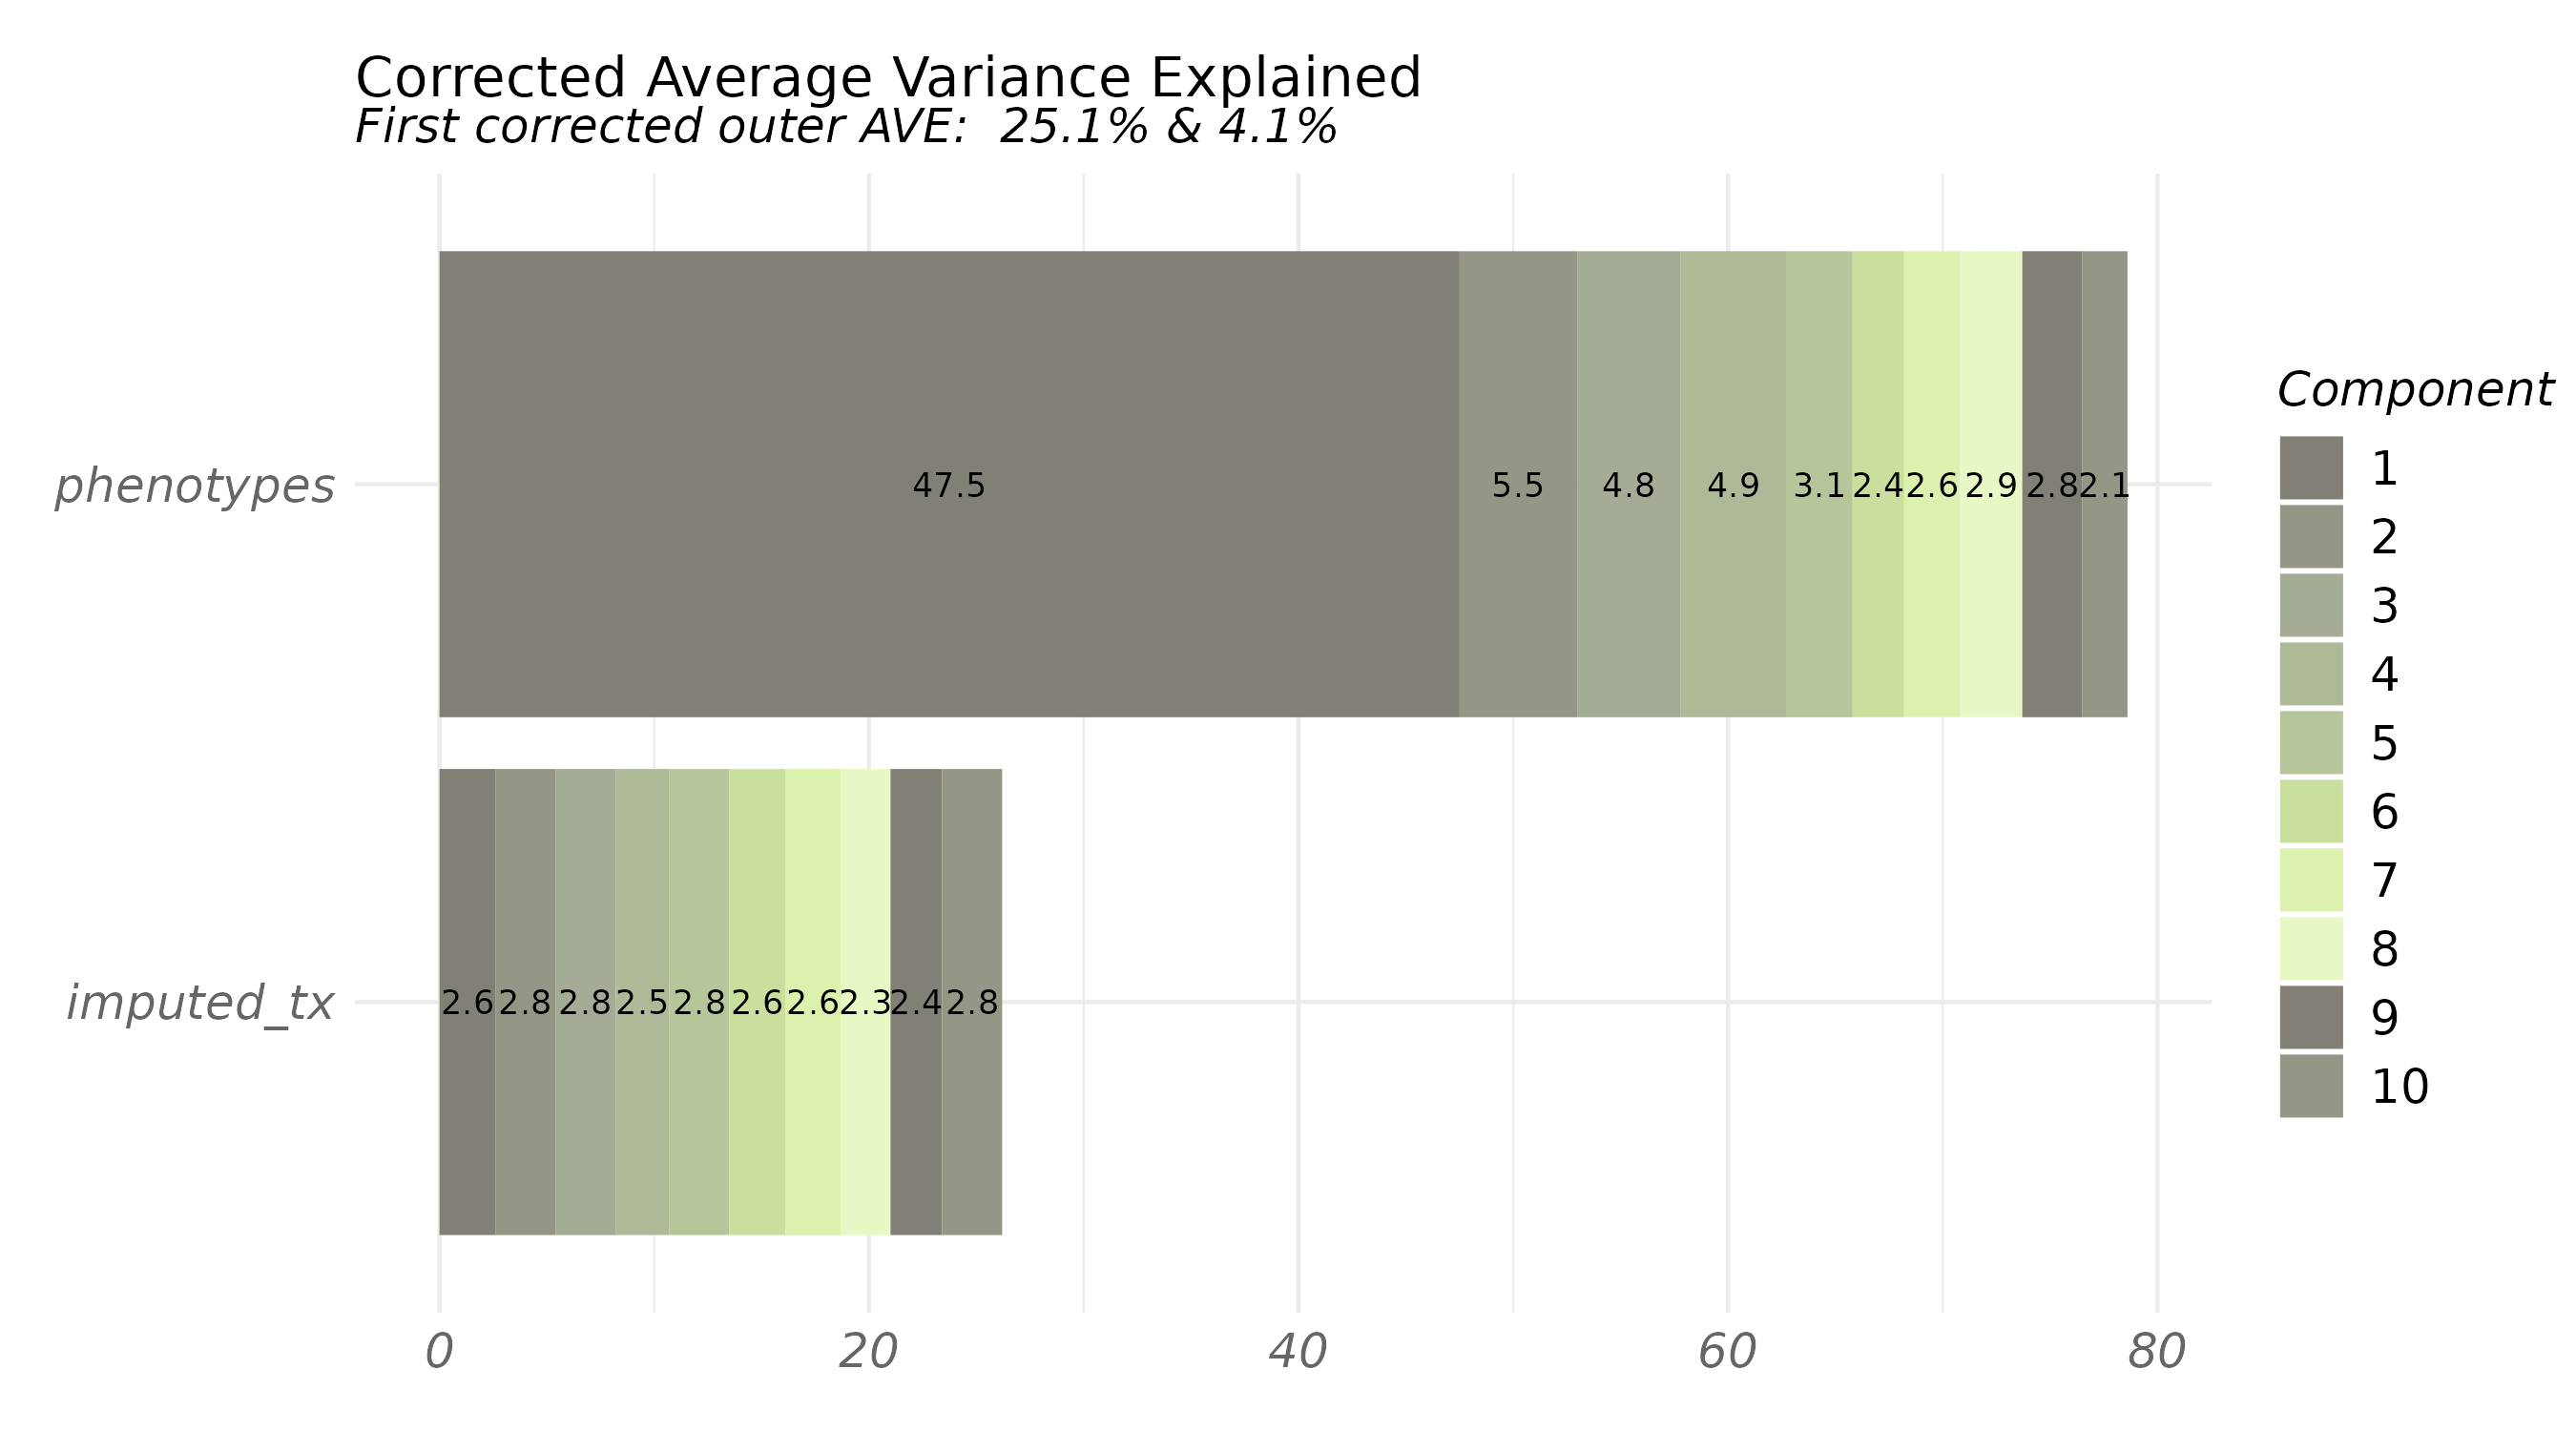 Corrected Average Variance Explained
First corrected outer AVE:  25.1% & 4.1%
phenotypes
47.5 5.5 4.8 4.9 3.1 2.4 2.6 2.9 2.8 2.1
imputed_tx
2.6 2.8 2.8 2.5 2.8 2.6 2.6 2.3 2.4 2.8
0 20 40 60 80
Component
1
2
3
4
5
6
7
8
9
10